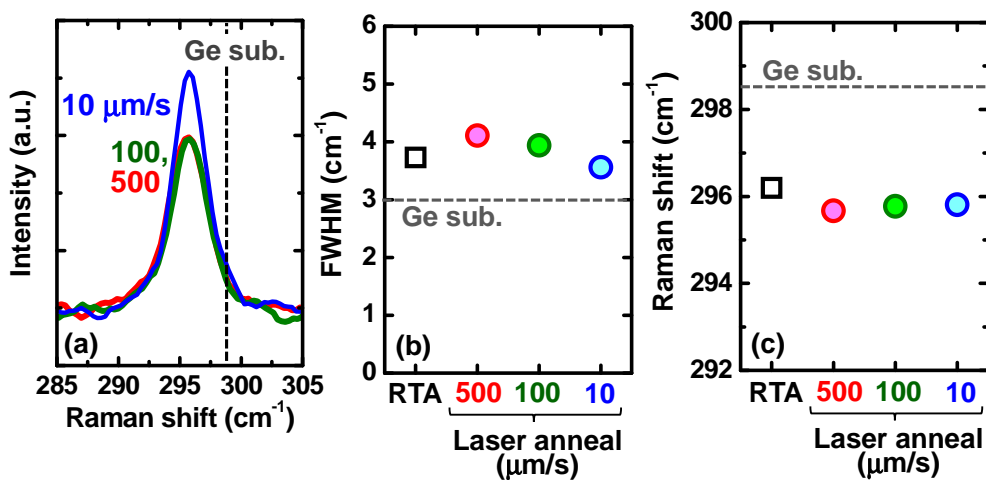 Ge sub.
10 μm/s
100,
500
Intensity (a.u.)
(a)
285 290 295 300 305
Raman shift (cm-1)
6
5
4
3
2
1
0
FWHM (cm-1)
Ge sub.
(b)
RTA 500 100 10
Laser anneal
(μm/s)
300
298
296
294
292
Raman shift (cm-1)
Ge sub.
(c)
RTA 500 100 10
Laser anneal
(μm/s)